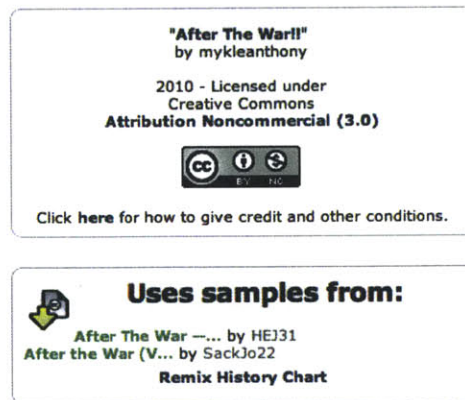 "After The War!!"
by mykleanthony
2010 - Licensed under
Creative Commons
Attribution Noncommercial (3.0)
cc
BY NC
Click here for how to give credit and other conditions.
Uses samples from:
After The War —... by HEJ31
After the War (V... by SackJo22
Remix History Chart